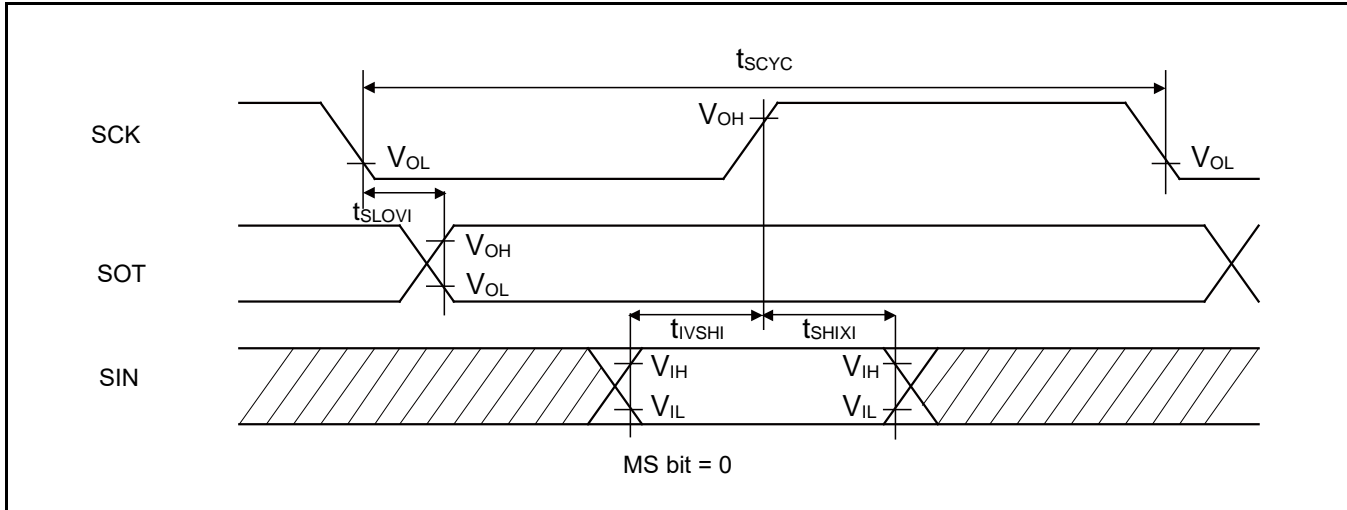 tSCYC
SCK
VOH
VOL
VOL
tSLOVI
SOT
VOH
VOL
tIVSHI
tSHIXI
SIN
VIH
VIH
VIL
VIL
MS bit = 0